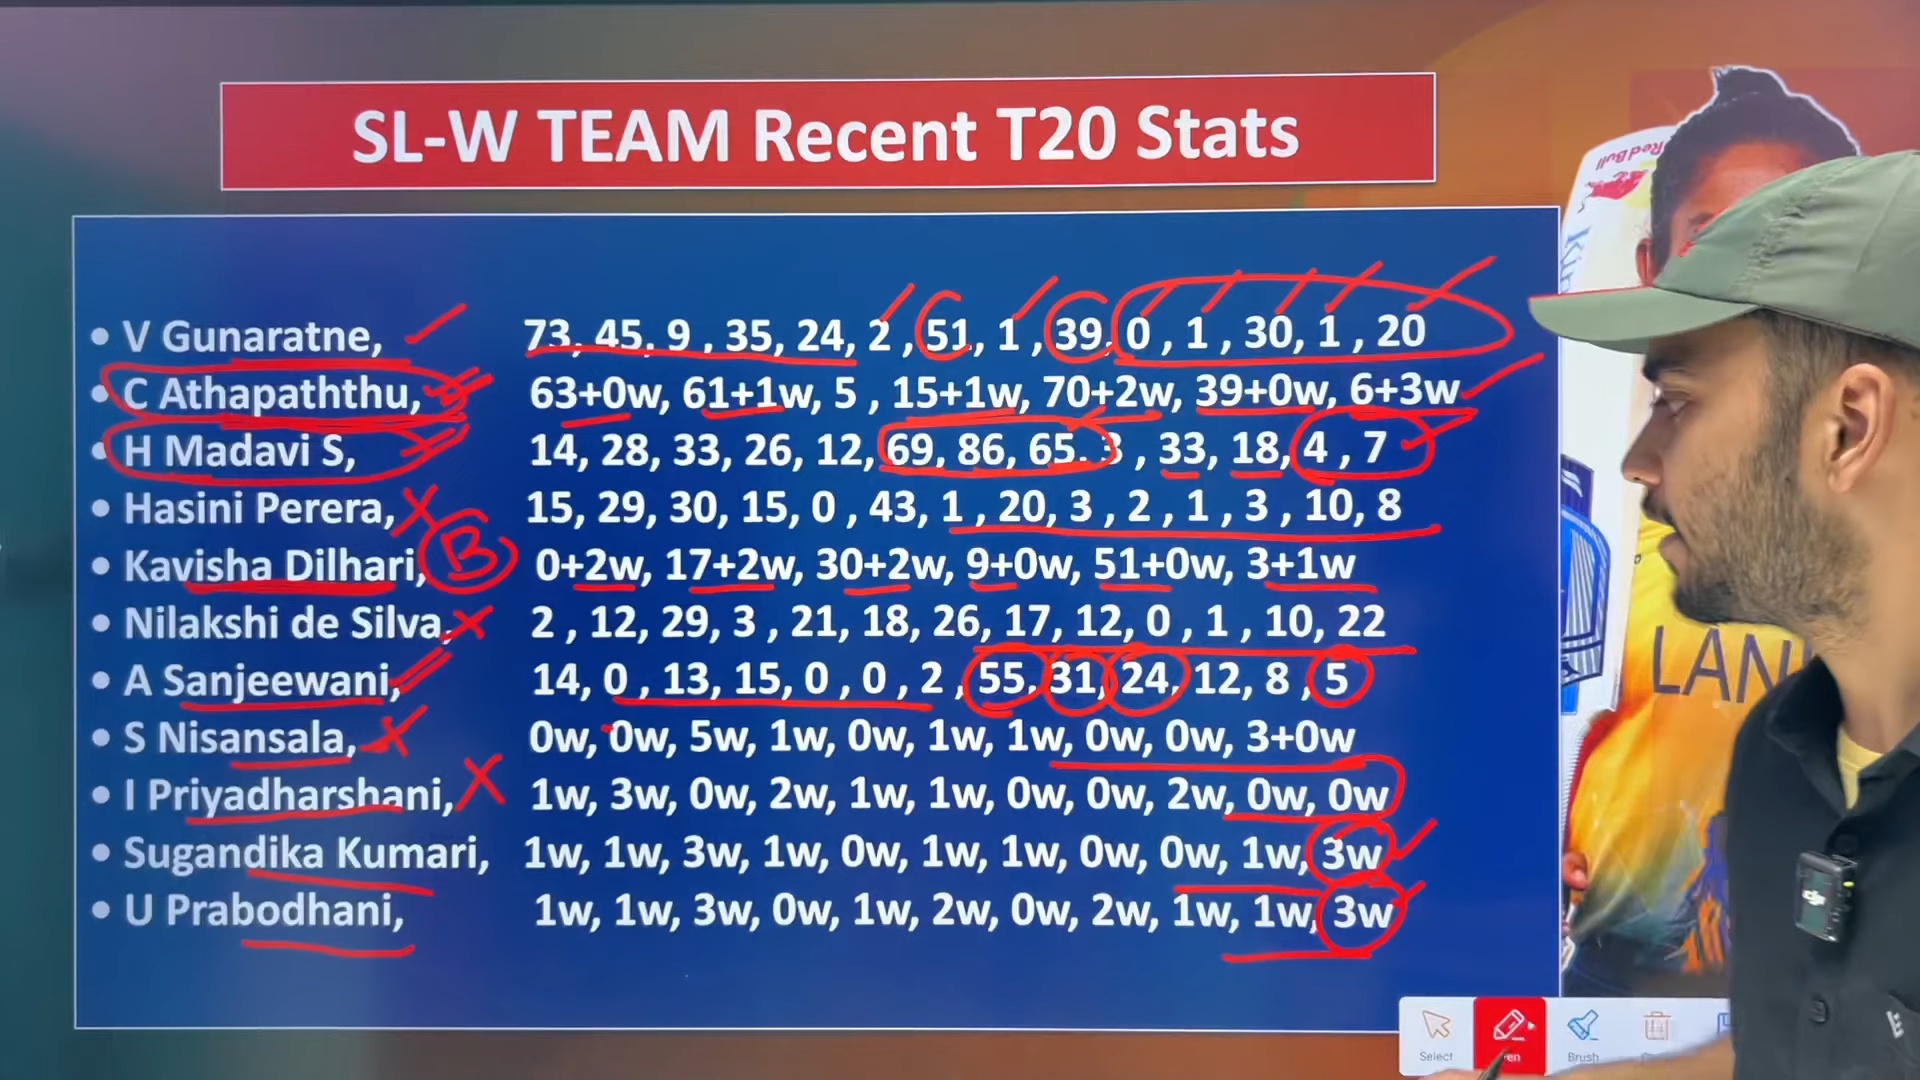 SL-W TEAM Recent T20 Stats
Red Bull
• V Gunaratne, 73, 45, 9 , 35, 24, 2 , 51, 1 , 39, 0 , 1 , 30, 1 , 20
• C Athapaththu, 63+0w, 61+1w, 5 , 15+1w, 70+2w, 39+0w, 6+3w
• H Madavi S, 14, 28, 33, 26, 12, 69, 86, 65, 3 , 33, 18, 4 , 7
• Hasini Perera, 15, 29, 30, 15, 0 , 43, 1 , 20, 3 , 2 , 1 , 3 , 10, 8
• Kavisha Dilhari, B 0+2w, 17+2w, 30+2w, 9+0w, 51+0w, 3+1w
• Nilakshi de Silva, 2 , 12, 29, 3 , 21, 18, 26, 17, 12, 0 , 1 , 10, 22
• A Sanjeewani, 14, 0 , 13, 15, 0 , 0 , 2 , 55, 31, 24, 12, 8 , 5
LAN
• S Nisansala, 0w, 0w, 5w, 1w, 0w, 1w, 1w, 0w, 0w, 3+0w
• I Priyadharshani, 1w, 3w, 0w, 2w, 1w, 1w, 0w, 0w, 2w, 0w, 0w
• Sugandika Kumari, 1w, 1w, 3w, 1w, 0w, 1w, 1w, 0w, 0w, 1w, 3w
• U Prabodhani, 1w, 1w, 3w, 0w, 1w, 2w, 0w, 2w, 1w, 1w, 3w
dji
Select
Brush